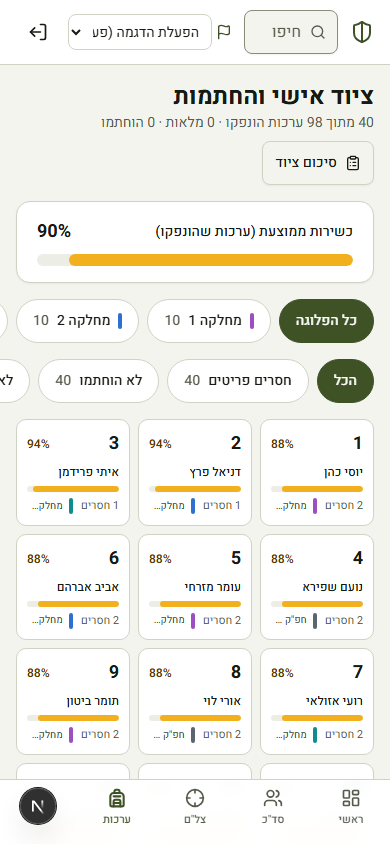 חיפו
הפעלת הדגמה (פע
ציוד אישי והחתמות
40 מתוך 98 ערכות הונפקו · 0 מלאות · 0 הוחתמו
סיכום ציוד
כשירות ממוצעת (ערכות שהונפקו) 90%
כל הפלוגה מחלקה 1 10 מחלקה 2 10
הכל חסרים פריטים 40 לא הוחתמו 40 לא
1 88%
יוסי כהן
2 חסרים מחלק...
2 94%
דניאל פרץ
1 חסרים מחלק...
3 94%
איתי פרידמן
1 חסרים מחלק...
4 88%
נועם שפירא
2 חסרים חפ"ק ...
5 88%
עומר מזרחי
2 חסרים מחלק...
6 88%
אביב אברהם
2 חסרים מחלק...
7 88%
רועי אזולאי
2 חסרים מחלק...
8 88%
אורי לוי
2 חסרים חפ"ק ...
9 88%
תומר ביטון
2 חסרים מחלק...
ראשי סד"כ צל"ם ערכות N